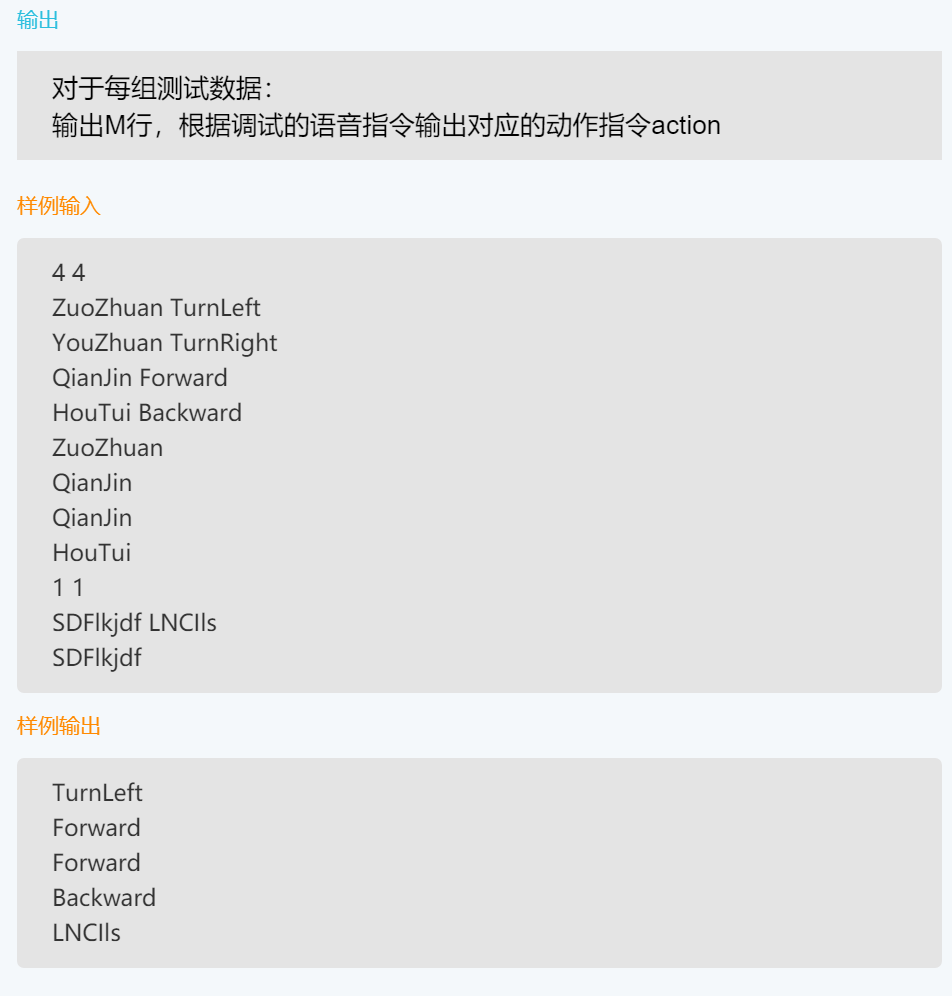 输出
对于每组测试数据：
输出M行，根据调试的语音指令输出对应的动作指令action
样例输入
4 4
ZuoZhuan TurnLeft
YouZhuan TurnRight
QianJin Forward
HouTui Backward
ZuoZhuan
QianJin
QianJin
HouTui
1 1
SDFlkjdf LNCIls
SDFlkjdf
样例输出
TurnLeft
Forward
Forward
Backward
LNCIls